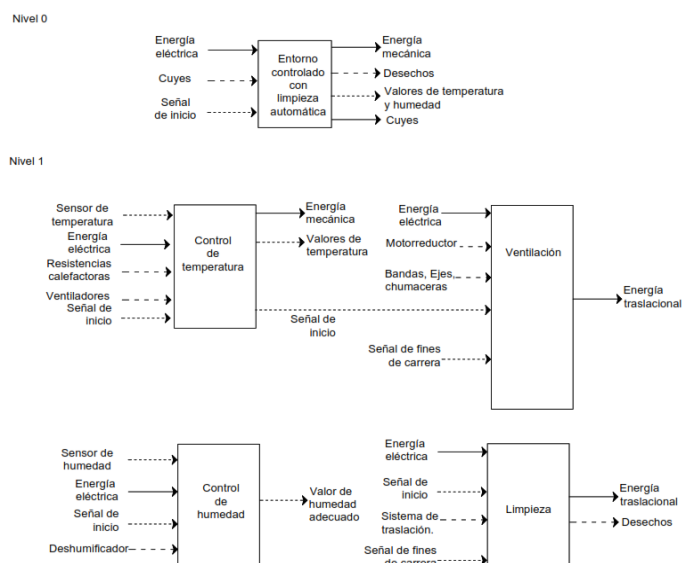 Nivel 0
Energía
eléctrica
Cuyes
Señal
de inicio
Entorno
controlado
con
limpieza
automática
Energía
mecánica
Desechos
Valores de temperatura
y humedad
Cuyes
Nivel 1
Sensor de
temperatura
Energía
eléctrica
Resistencias
calefactoras
Ventiladores
Señal de
inicio
Control
de
temperatura
Energía
mecánica
Valores de
temperatura
Señal de
inicio
Energía
eléctrica
Motorreductor
Bandas, Ejes,
chumaceras
Señal de fines
de carrera
Ventilación
Energía
traslacional
Sensor de
humedad
Energía
eléctrica
Señal de
inicio
Deshumificador
Control
de
humedad
Valor de
humedad
adecuado
Energía
eléctrica
Señal de
inicio
Sistema de
traslación.
Señal de fines
de carrera
Limpieza
Energía
traslacional
Desechos